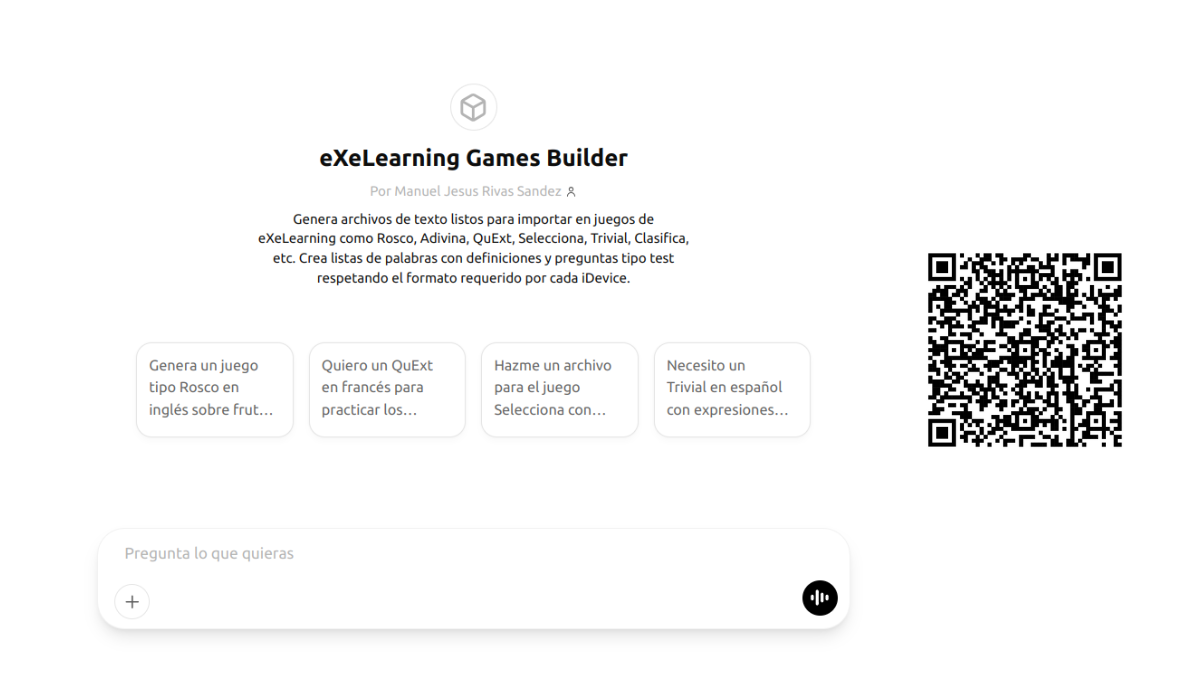 eXeLearning Games Builder
Por Manuel Jesus Rivas Sandez
Genera archivos de texto listos para importar en juegos de
eXeLearning como Rosco, Adivina, QuExt, Selecciona, Trivial, Clasifica,
etc. Crea listas de palabras con definiciones y preguntas tipo test
respetando el formato requerido por cada iDevice.
Genera un juego
tipo Rosco en
inglés sobre frut…
Quiero un QuExt
en francés para
practicar los…
Hazme un archivo
para el juego
Selecciona con…
Necesito un
Trivial en español
con expresiones…
Pregunta lo que quieras